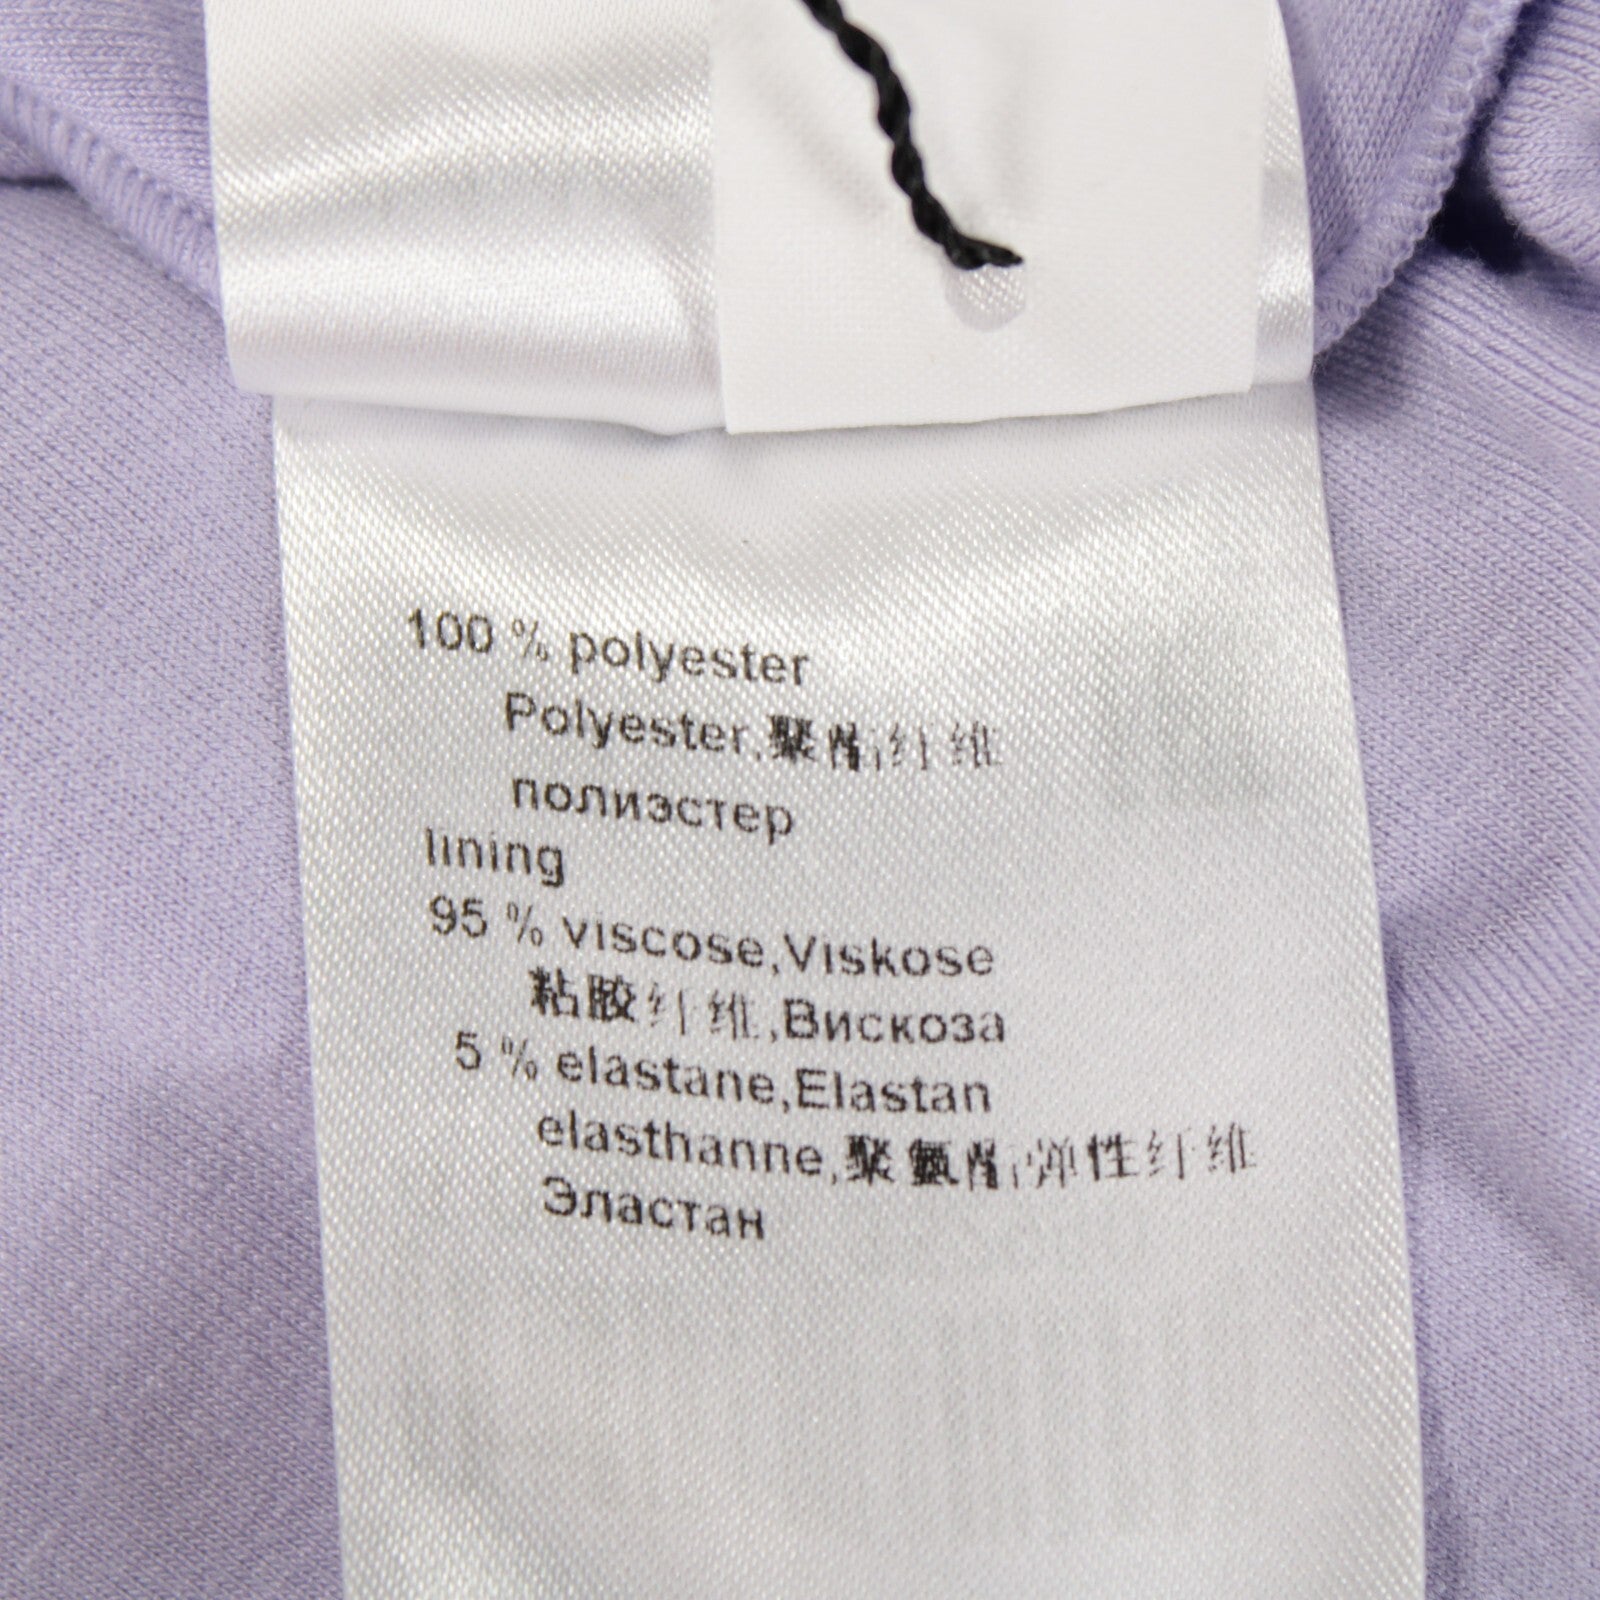 100 % polyester
Polyester,聚酯纤维
полиэстер
lining
95 % viscose,Viskose
粘胶纤维,Вискоза
5 % elastane,Elastan
elasthanne,聚氨酯弹性纤维
Эластан